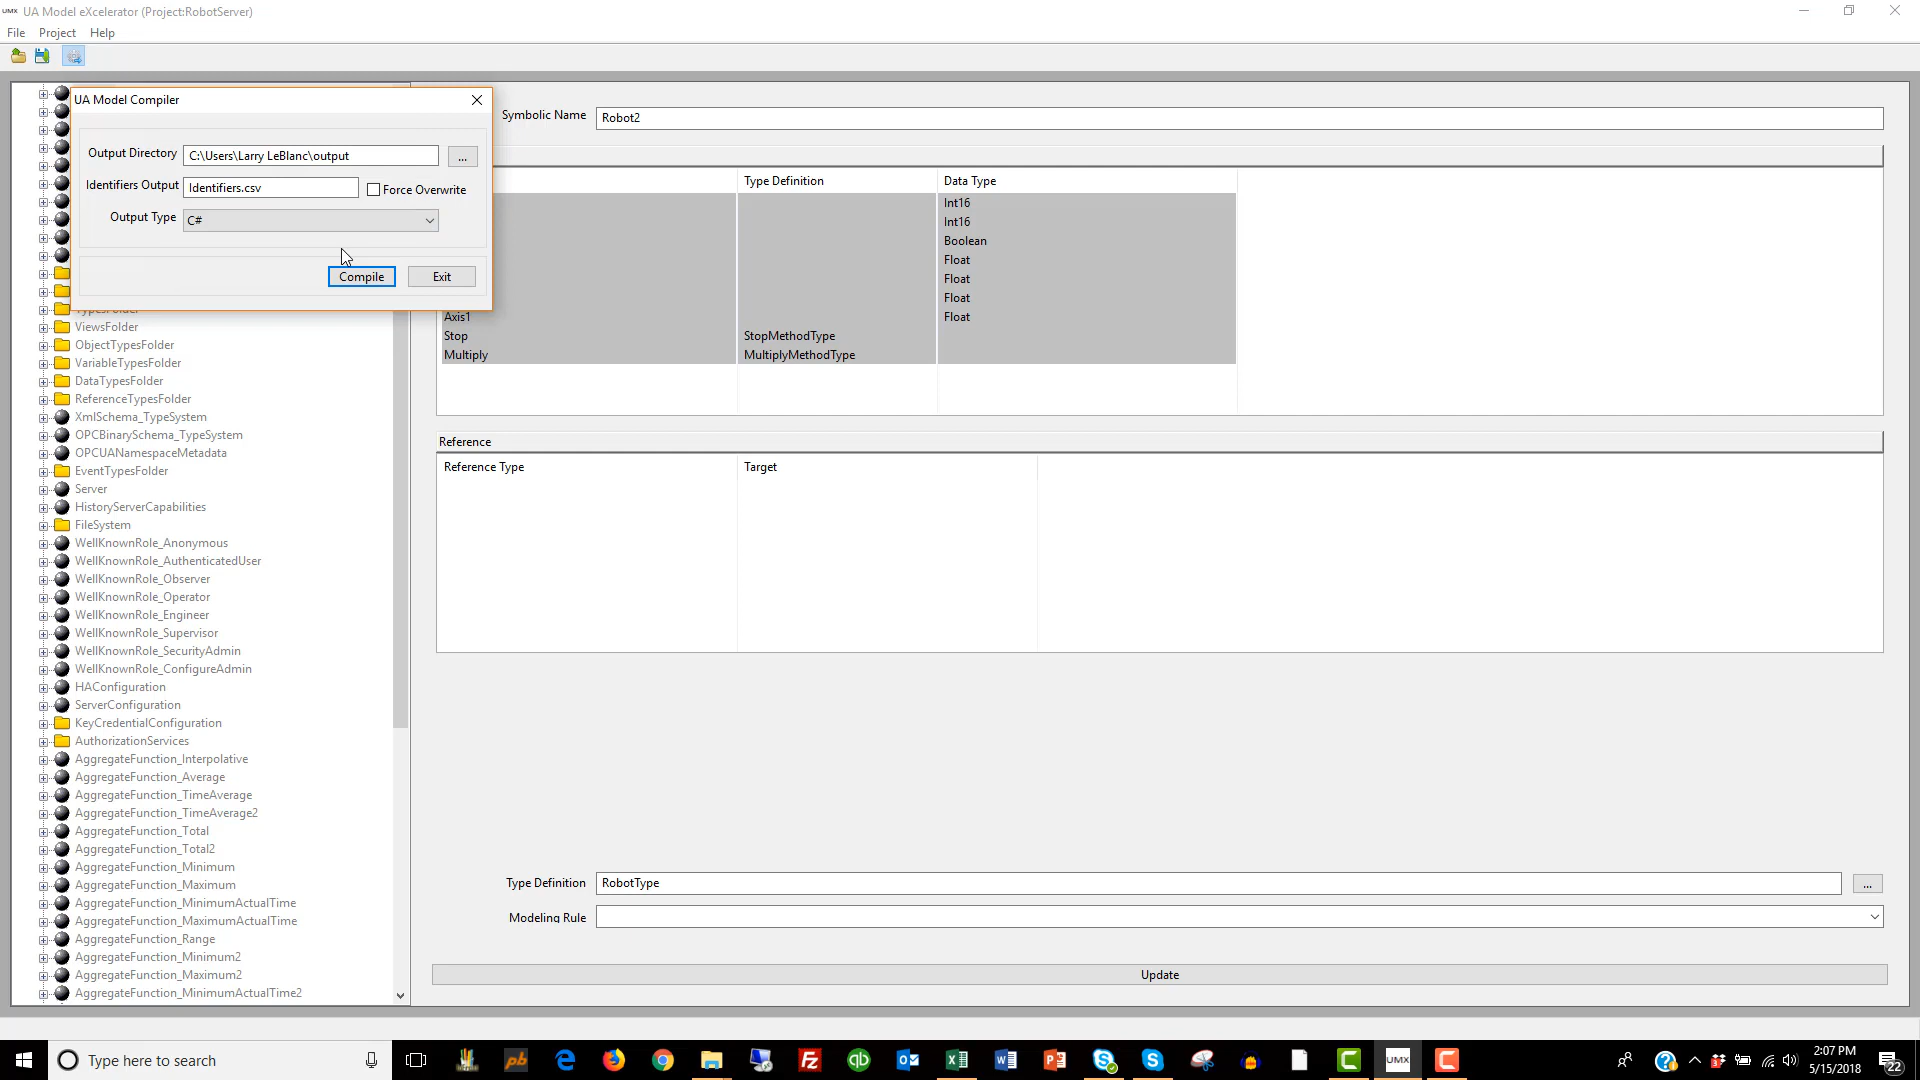 UMX UA Model eXcelerator (Project:RobotServer)
File Project Help
UA Model Compiler
Output Directory C:\Users\Larry LeBlanc\output ...
Identifiers Output Identifiers.csv Force Overwrite
Output Type C#
Compile Exit
ViewsFolder
ObjectTypesFolder
VariableTypesFolder
DataTypesFolder
ReferenceTypesFolder
XmlSchema_TypeSystem
OPCBinarySchema_TypeSystem
OPCUANamespaceMetadata
EventTypesFolder
Server
HistoryServerCapabilities
FileSystem
WellKnownRole_Anonymous
WellKnownRole_AuthenticatedUser
WellKnownRole_Observer
WellKnownRole_Operator
WellKnownRole_Engineer
WellKnownRole_Supervisor
WellKnownRole_SecurityAdmin
WellKnownRole_ConfigureAdmin
HAConfiguration
ServerConfiguration
KeyCredentialConfiguration
AuthorizationServices
AggregateFunction_Interpolative
AggregateFunction_Average
AggregateFunction_TimeAverage
AggregateFunction_TimeAverage2
AggregateFunction_Total
AggregateFunction_Total2
AggregateFunction_Minimum
AggregateFunction_Maximum
AggregateFunction_MinimumActualTime
AggregateFunction_MaximumActualTime
AggregateFunction_Range
AggregateFunction_Minimum2
AggregateFunction_Maximum2
AggregateFunction_MinimumActualTime2
Symbolic Name Robot2
Type Definition Data Type
Int16
Int16
Boolean
Float
Float
Float
Axis1 Float
Stop StopMethodType
Multiply MultiplyMethodType
Reference
Reference Type Target
Type Definition RobotType ...
Modeling Rule
Update
Type here to search
UMX
2:07 PM
5/15/2018
22